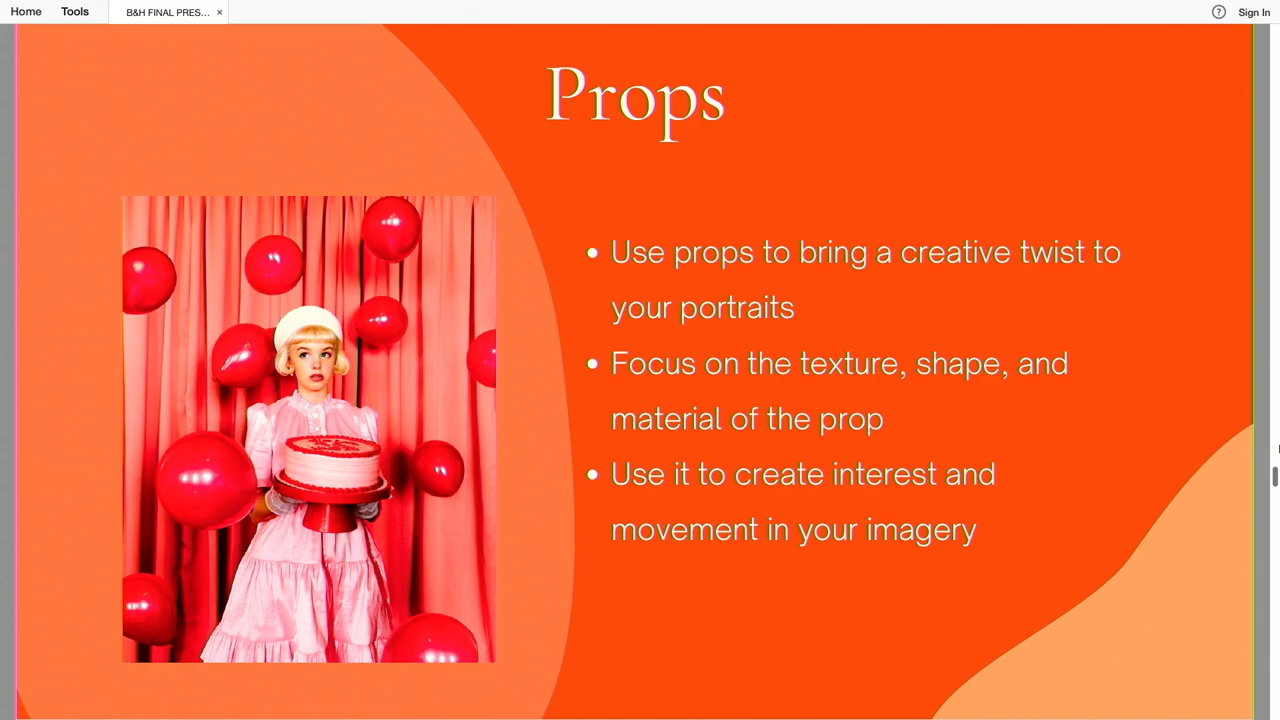 Home Tools B&H FINAL PRES... × ? Sign In
Props
• Use props to bring a creative twist to
your portraits
• Focus on the texture, shape, and
material of the prop
• Use it to create interest and
movement in your imagery